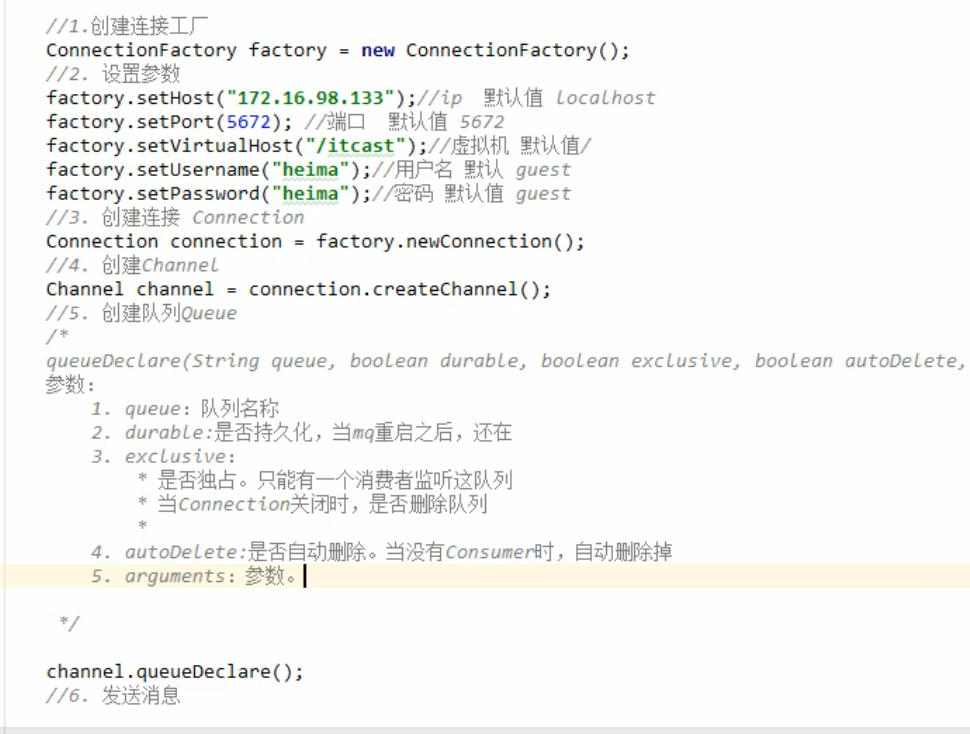 //1.创建连接工厂
ConnectionFactory factory = new ConnectionFactory();
//2. 设置参数
factory.setHost("172.16.98.133");//ip  默认值 localhost
factory.setPort(5672); //端口  默认值 5672
factory.setVirtualHost("/itcast");//虚拟机 默认值/
factory.setUsername("heima");//用户名 默认 guest
factory.setPassword("heima");//密码 默认值 guest
//3. 创建连接 Connection
Connection connection = factory.newConnection();
//4. 创建Channel
Channel channel = connection.createChannel();
//5. 创建队列Queue
/*
queueDeclare(String queue, boolean durable, boolean exclusive, boolean autoDelete,
参数：
1. queue：队列名称
2. durable:是否持久化，当mq重启之后，还在
3. exclusive：
* 是否独占。只能有一个消费者监听这队列
* 当Connection关闭时，是否删除队列
*
4. autoDelete:是否自动删除。当没有Consumer时，自动删除掉
5. arguments：参数。
*/
channel.queueDeclare();
//6. 发送消息